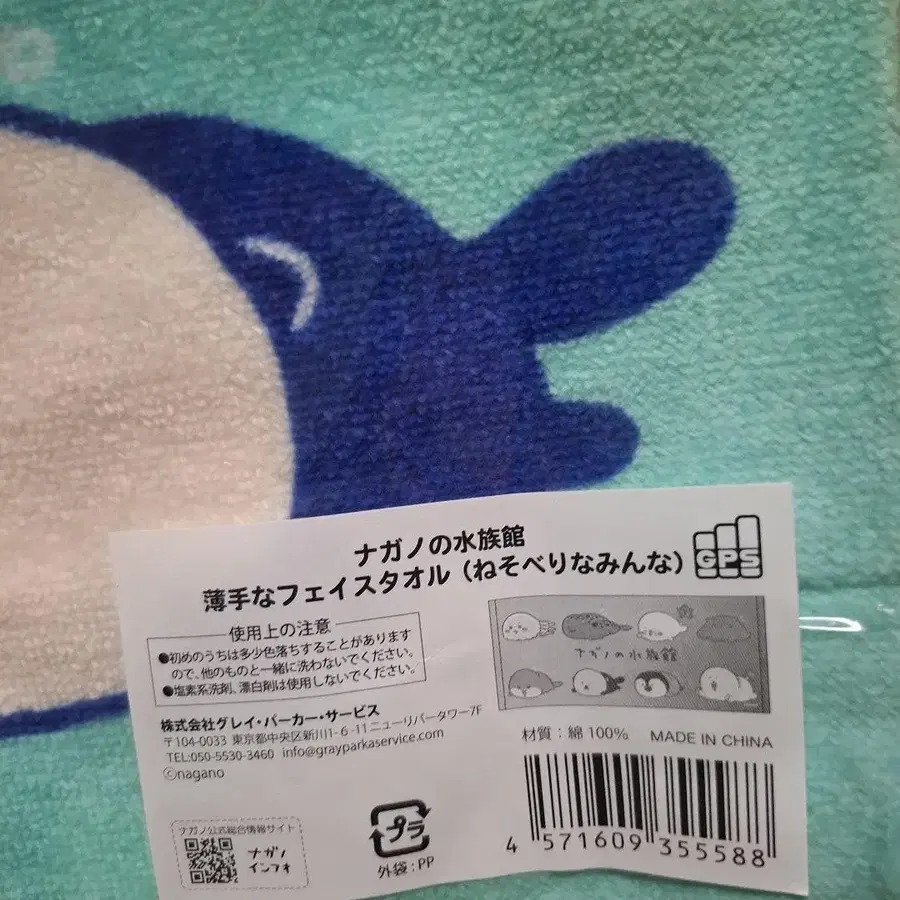 ナガノの水族館
薄手なフェイスタオル（ねそべりなみんな）
GPS
使用上の注意
●初めのうちは多少色落ちすることがあります
ので、他のものと一緒に洗わないでください。
●塩素系洗剤、漂白剤は使用しないでください。
ナガノの水族館
株式会社グレイ・パーカー・サービス
〒104-0033 東京都中央区新川1-6-11ニューリバータワー7F
TEL:050-5530-3460 info@grayparkaservice.com
©nagano
材質：綿100% MADE IN CHINA
ナガノ公式総合情報サイト
ナガノ
インフォ
プラ
外袋：PP
4 571609 355588